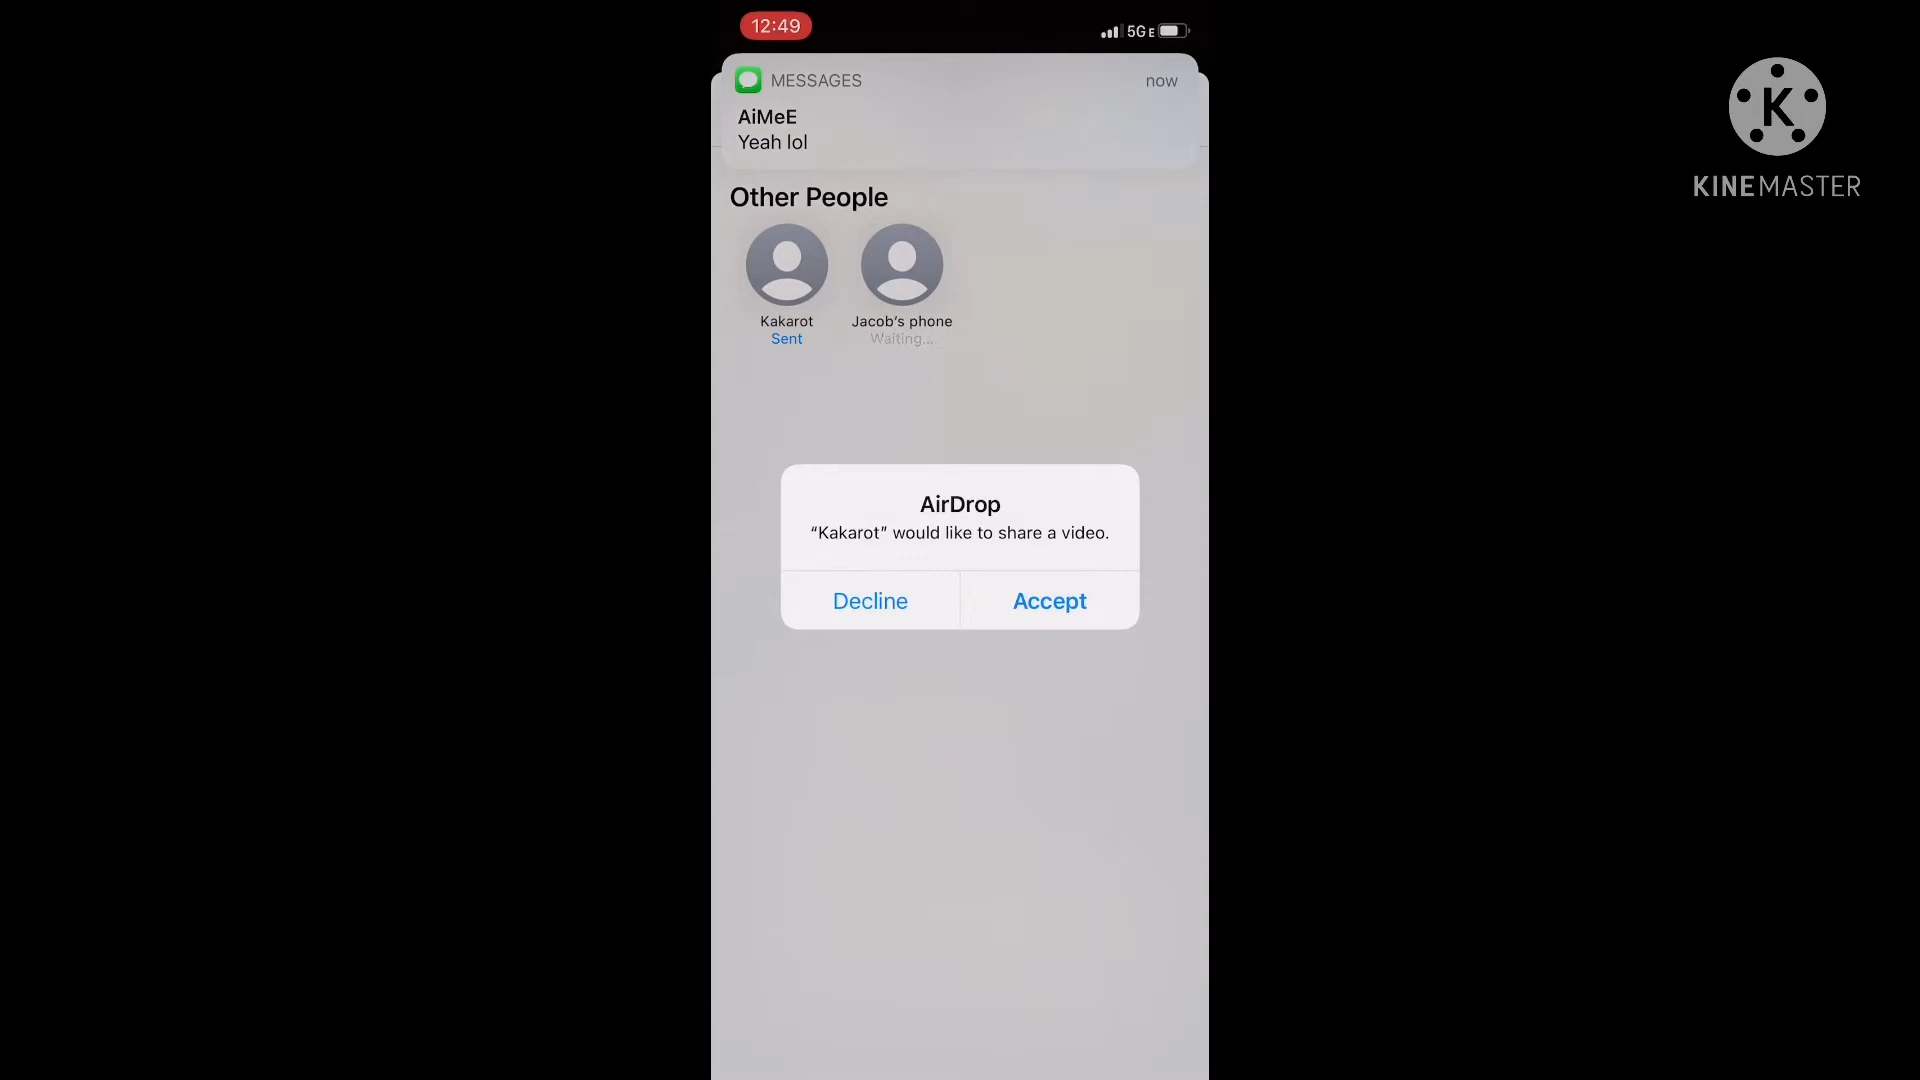 12:49
5GE
MESSAGES
now
AiMeE
Yeah lol
Other People
Kakarot
Sent
Jacob's phone
Waiting...
AirDrop
“Kakarot” would like to share a video.
Decline
Accept
K
KINEMASTER